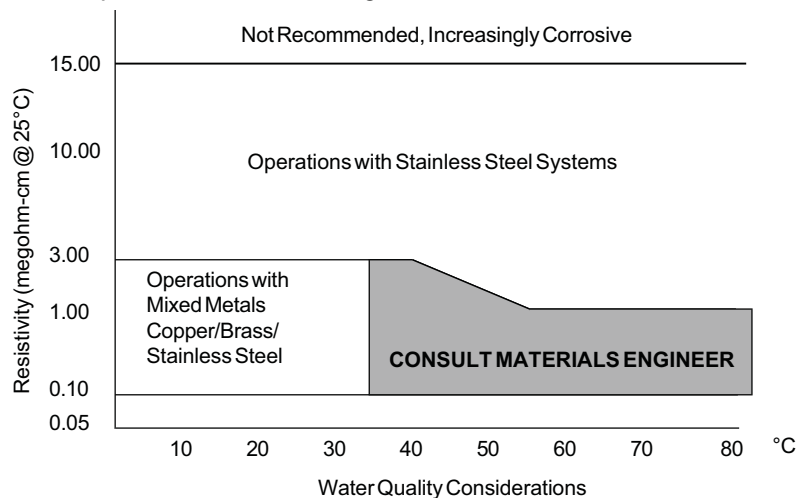 Not Recommended, Increasingly Corrosive
15.00
10.00
Operations with Stainless Steel Systems
3.00
Operations with
Mixed Metals
Copper/Brass/
Stainless Steel
1.00
CONSULT MATERIALS ENGINEER
0.10
0.05
Resistivity (megohm-cm @ 25°C)
10 20 30 40 50 60 70 80 °C
Water Quality Considerations